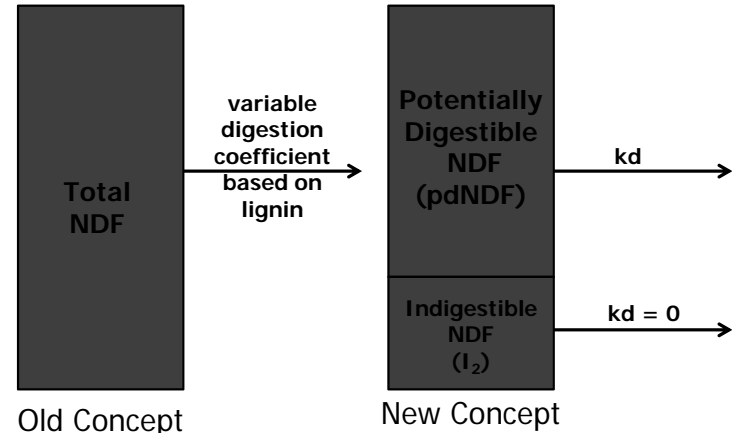 Total
NDF
variable
digestion
coefficient
based on
lignin
Potentially
Digestible
NDF
(pdNDF)
kd
Indigestible
NDF
(I₂)
kd = 0
Old Concept
New Concept